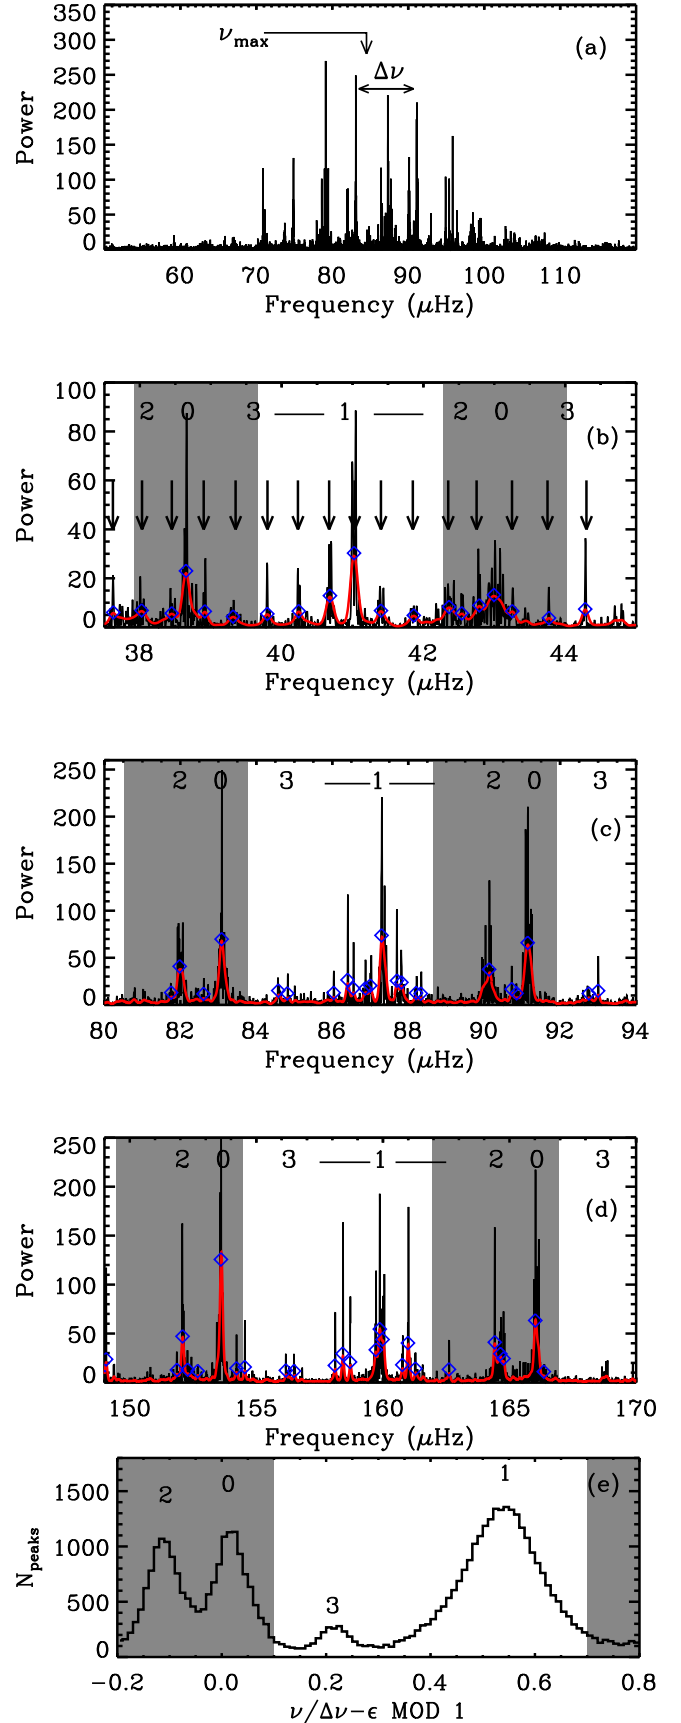 350
300
250
200
150
100
50
0
Power
ν_max
Δν
(a)
60 70 80 90 100 110
Frequency (μHz)
100
80
60
40
20
0
Power
2 0 3 1 2 0 3
(b)
38 40 42 44
Frequency (μHz)
250
200
150
100
50
0
Power
2 0 3 1 2 0 3
(c)
80 82 84 86 88 90 92 94
Frequency (μHz)
250
200
150
100
50
0
Power
2 0 3 1 2 0 3
(d)
150 155 160 165 170
Frequency (μHz)
1500
1000
500
0
N_peaks
2 0 3 1
(e)
-0.2 0.0 0.2 0.4 0.6 0.8
ν/Δν-ϵ MOD 1